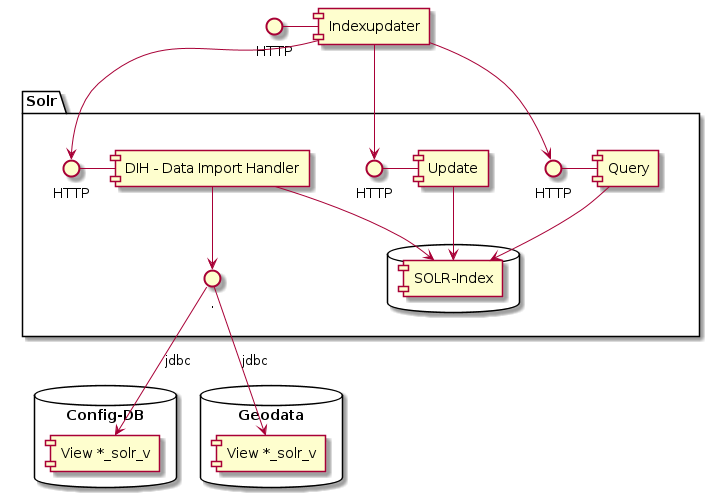 Indexupdater
HTTP
Solr
DIH - Data Import Handler
Update
Query
HTTP
HTTP
HTTP
SOLR-Index
.
jdbc
jdbc
Config-DB
Geodata
View *_solr_v
View *_solr_v